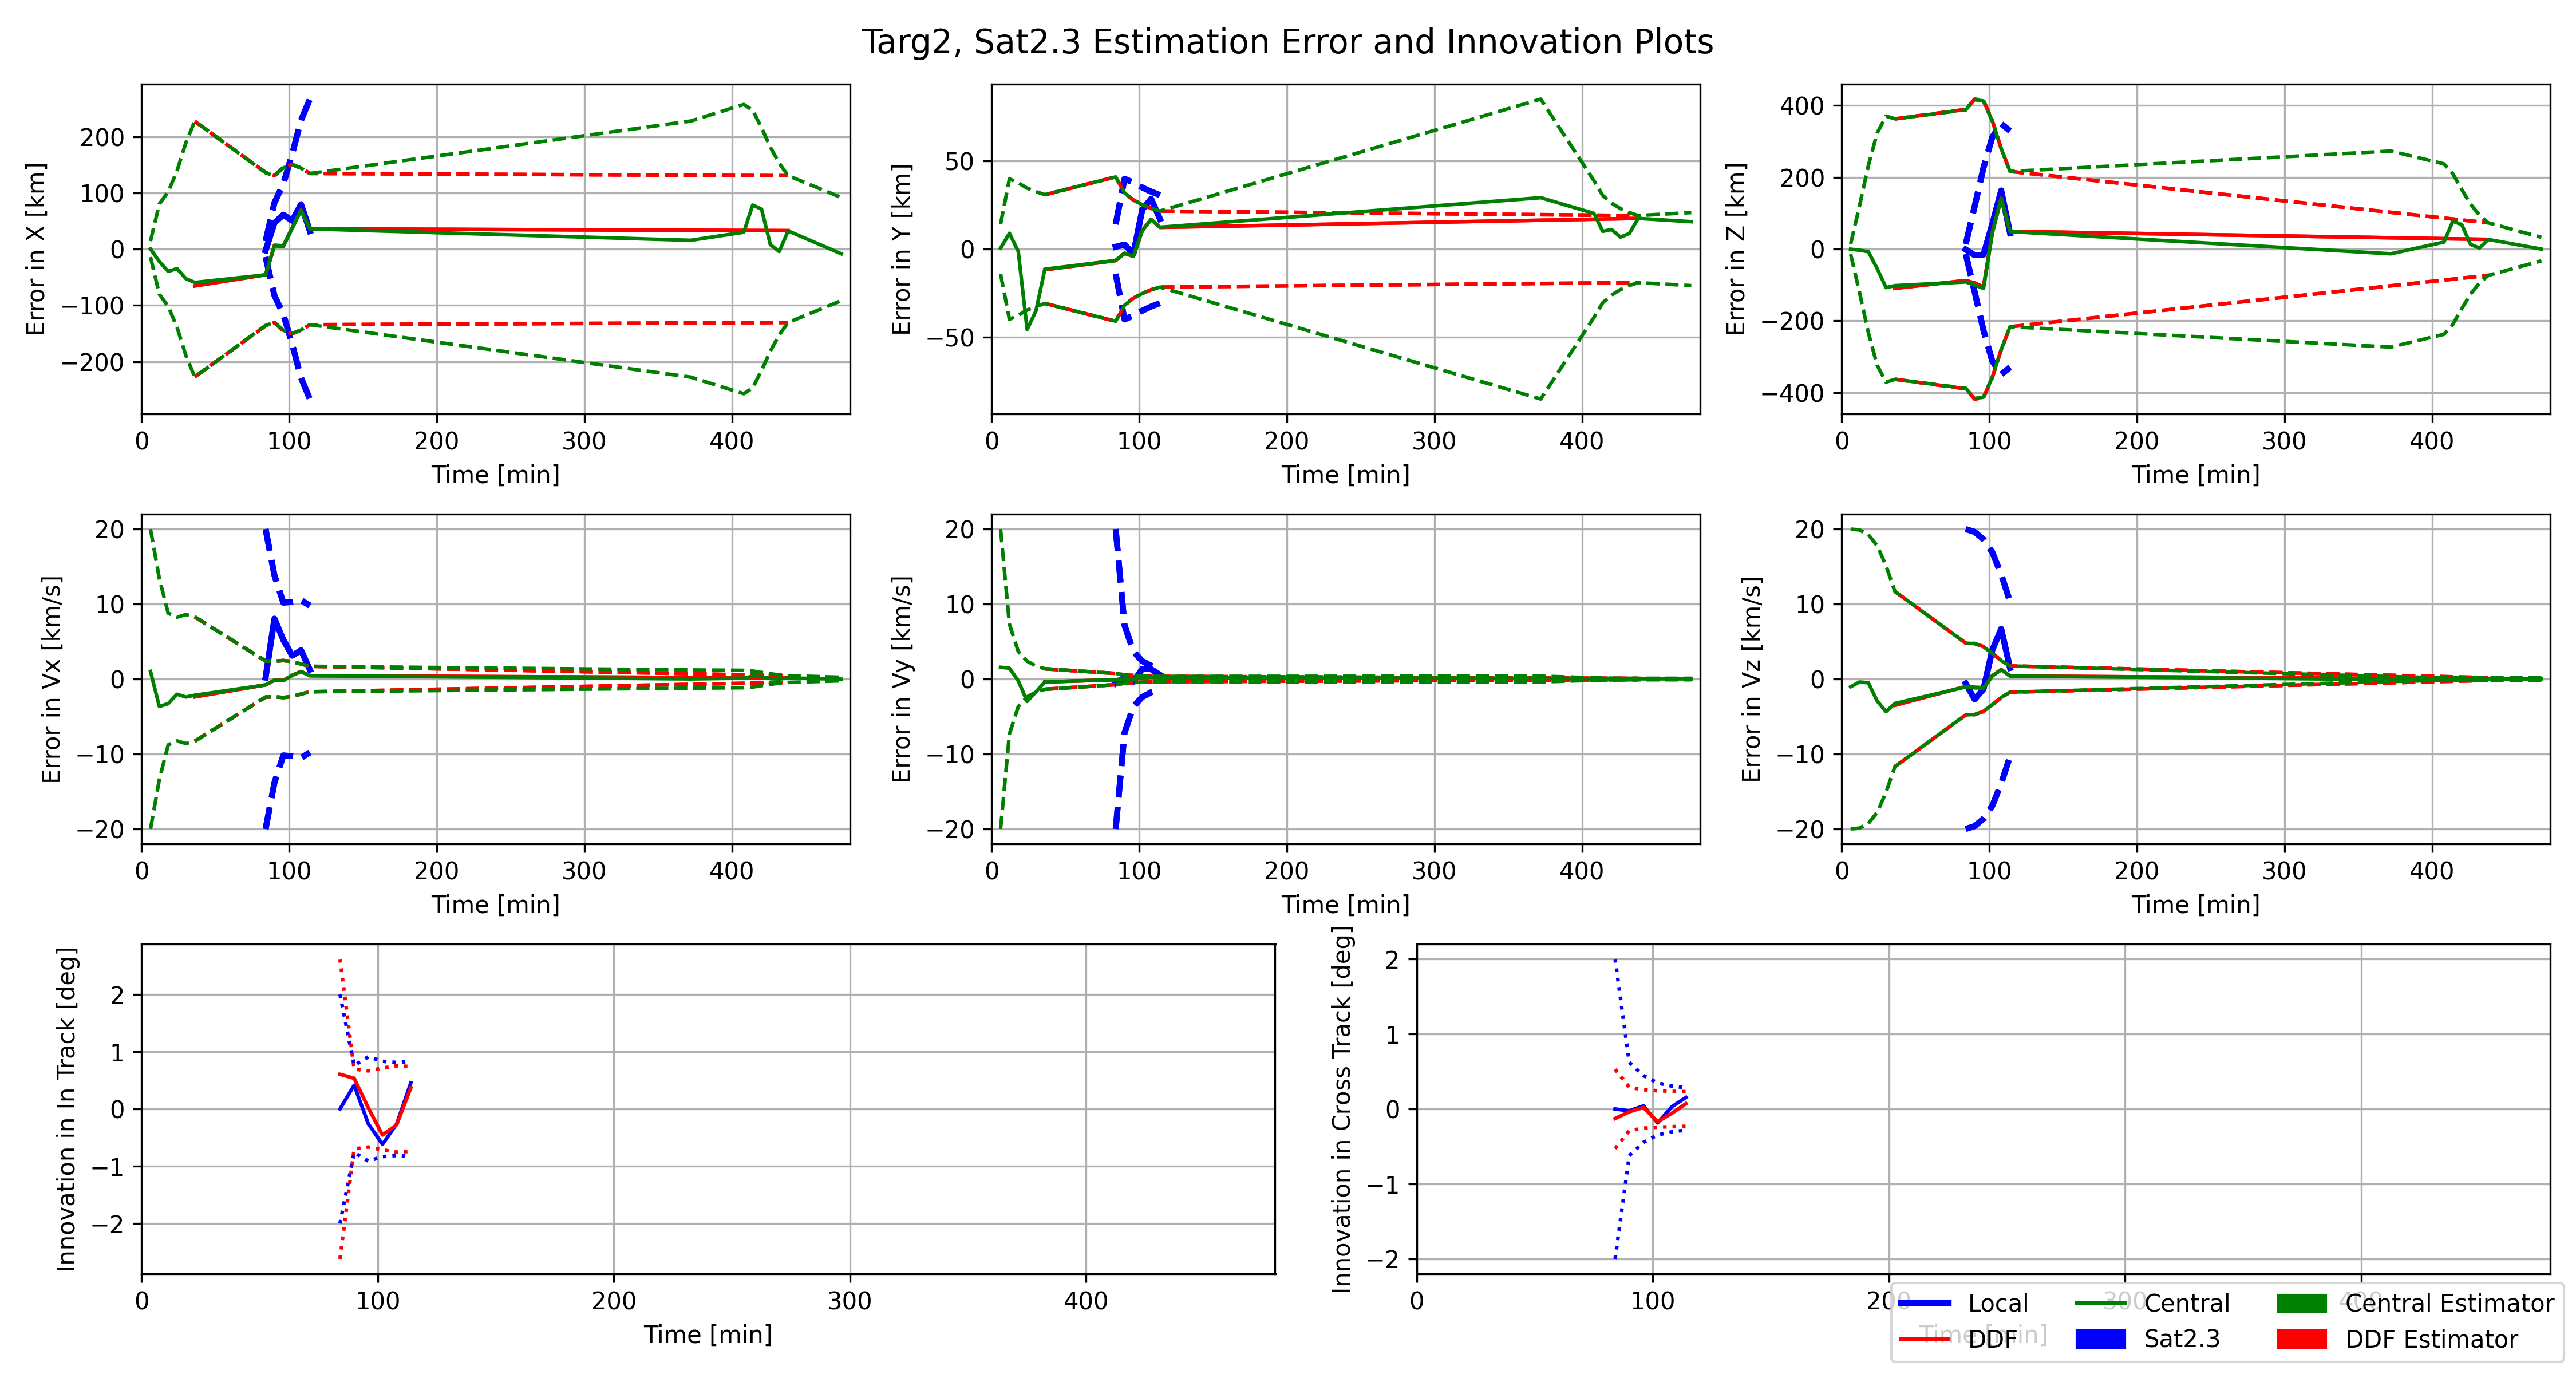 Targ2, Sat2.3 Estimation Error and Innovation Plots
Error in X [km]
200
100
0
−100
−200
0 100 200 300 400
Time [min]
Error in Y [km]
50
0
−50
0 100 200 300 400
Time [min]
Error in Z [km]
400
200
0
−200
−400
0 100 200 300 400
Time [min]
Error in Vx [km/s]
20
10
0
−10
−20
0 100 200 300 400
Time [min]
Error in Vy [km/s]
20
10
0
−10
−20
0 100 200 300 400
Time [min]
Error in Vz [km/s]
20
10
0
−10
−20
0 100 200 300 400
Time [min]
Innovation in In Track [deg]
2
1
0
−1
−2
0 100 200 300 400
Time [min]
Innovation in Cross Track [deg]
2
1
0
−1
−2
0 100 200 300 400
Time [min]
Local Central Central Estimator
DDF Sat2.3 DDF Estimator